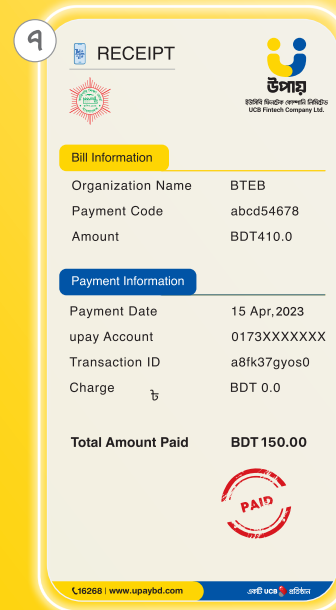 ৭
RECEIPT
উপায়
ইউসিবি ফিনটেক কোম্পানি লিমিটেড
UCB Fintech Company Ltd.
Bill Information
Organization Name BTEB
Payment Code abcd54678
Amount BDT410.0
Payment Information
Payment Date 15 Apr,2023
upay Account 0173XXXXXXX
Transaction ID a8fk37gyos0
Charge BDT 0.0
৳
Total Amount Paid BDT150.00
PAID
16268 | www.upaybd.com
একটি UCB প্রতিষ্ঠান